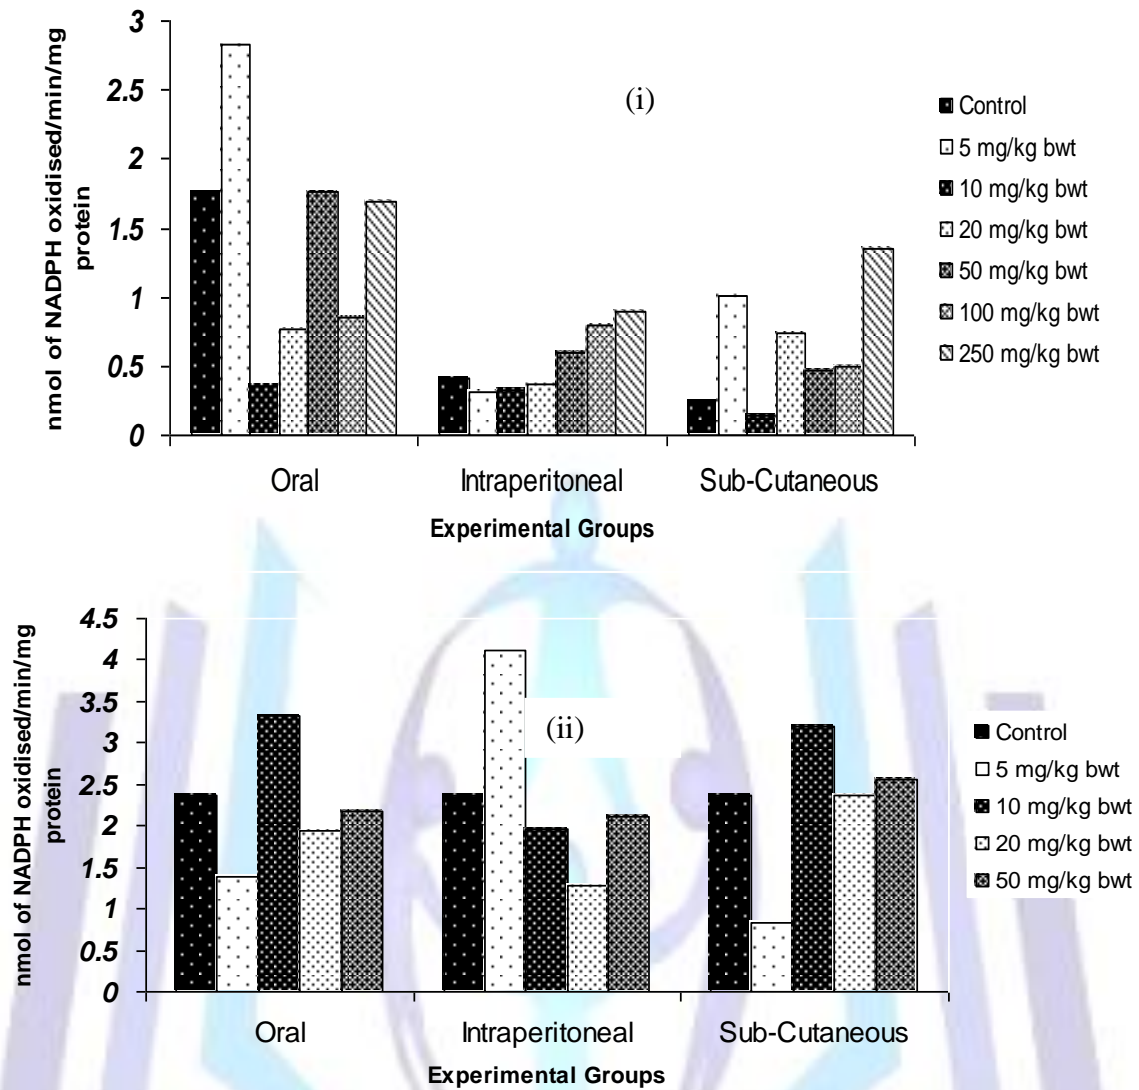 nmol of NADPH oxidised/min/mg
protein
3
2.5
2
1.5
1
0.5
0
(i)
Control
5 mg/kg bwt
10 mg/kg bwt
20 mg/kg bwt
50 mg/kg bwt
100 mg/kg bwt
250 mg/kg bwt
Oral Intraperitoneal Sub-Cutaneous
Experimental Groups
nmol of NADPH oxidised/min/mg
protein
4.5
4
3.5
3
2.5
2
1.5
1
0.5
0
(ii)
Control
5 mg/kg bwt
10 mg/kg bwt
20 mg/kg bwt
50 mg/kg bwt
Oral Intraperitoneal Sub-Cutaneous
Experimental Groups